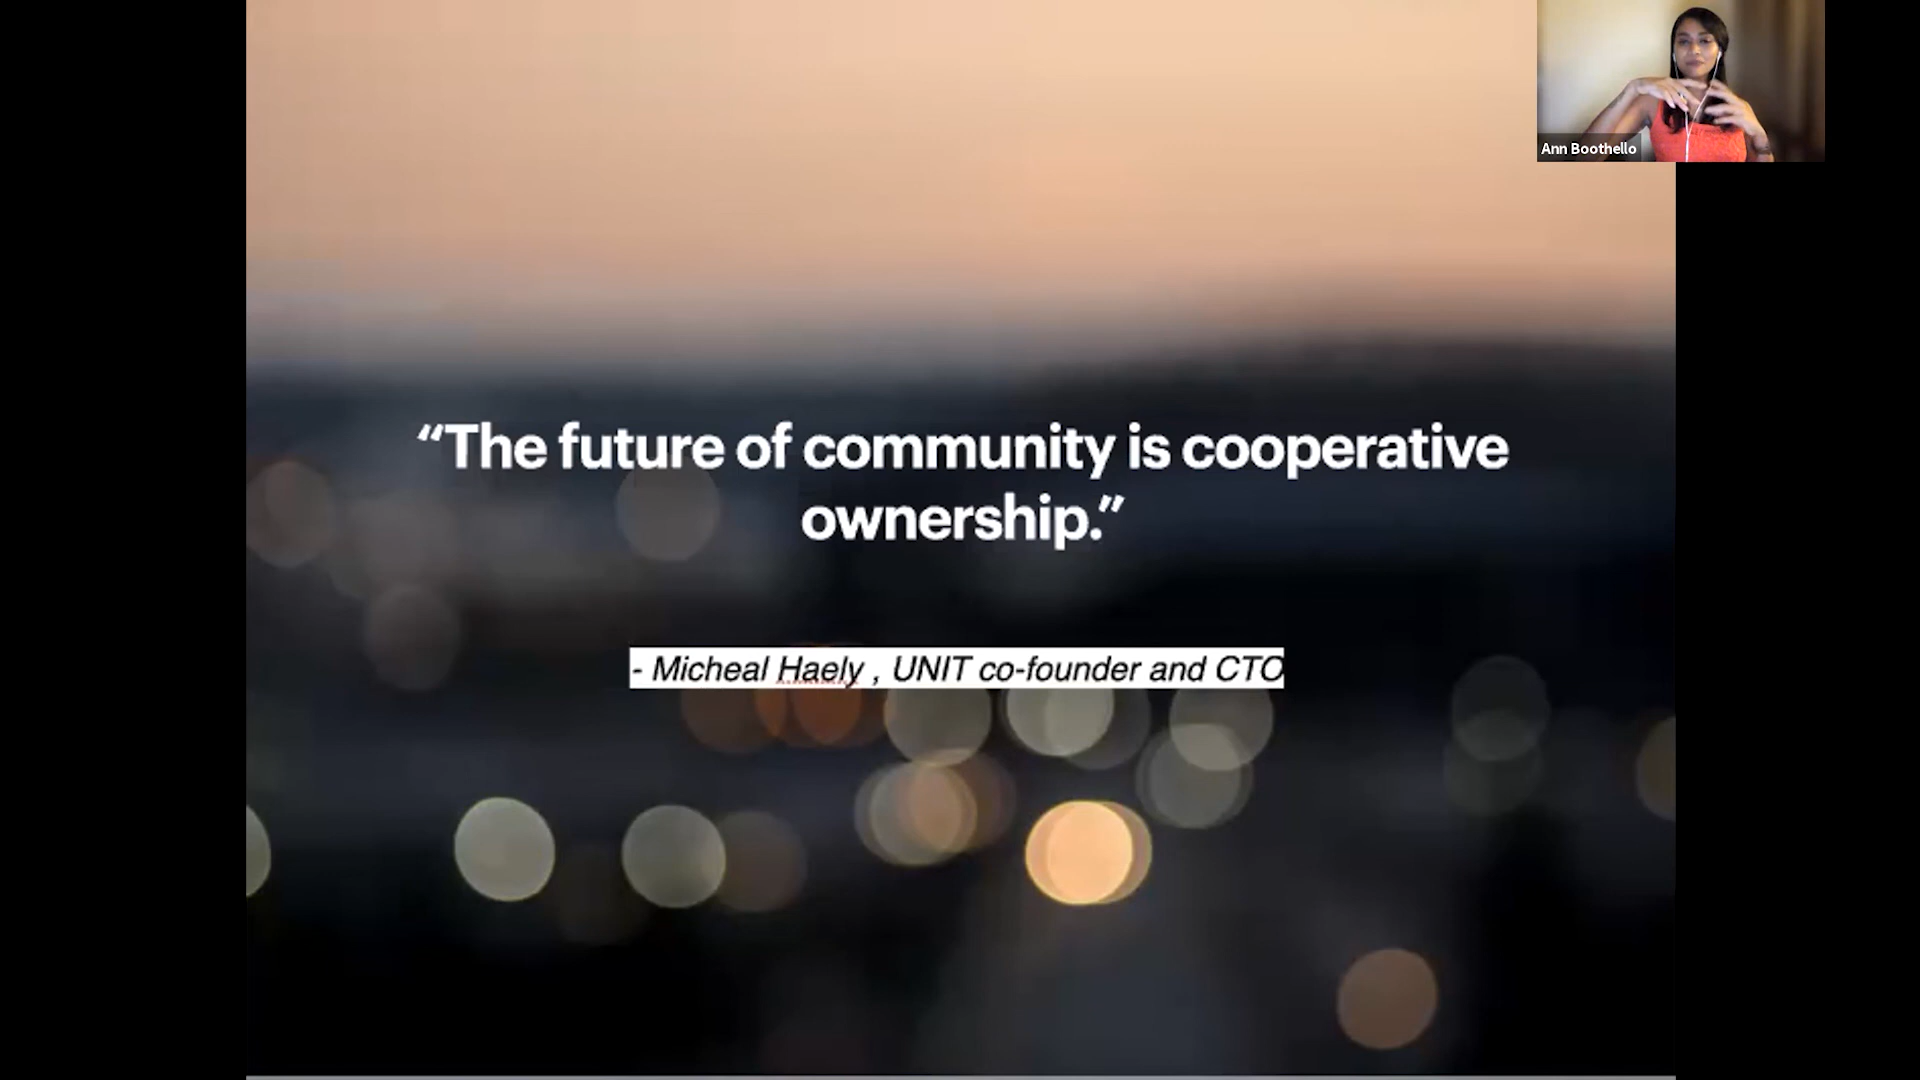 Ann Boothello
“The future of community is cooperative
ownership.”
- Micheal Haely , UNIT co-founder and CTO